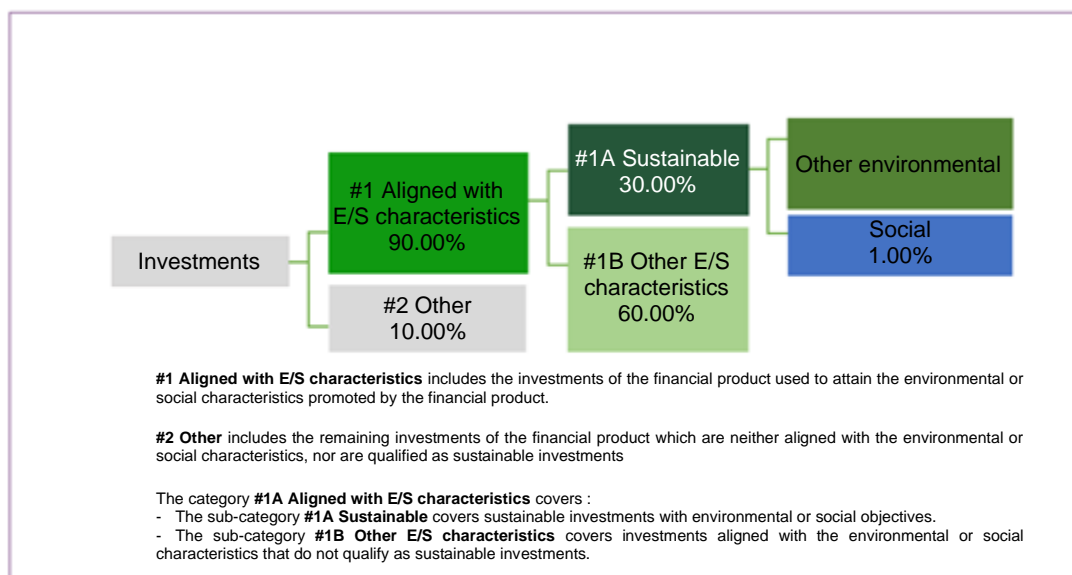 Investments
#1 Aligned with
E/S characteristics
90.00%
#2 Other
10.00%
#1A Sustainable
30.00%
#1B Other E/S
characteristics
60.00%
Other environmental
Social
1.00%
#1 Aligned with E/S characteristics includes the investments of the financial product used to attain the environmental or
social characteristics promoted by the financial product.
#2 Other includes the remaining investments of the financial product which are neither aligned with the environmental or
social characteristics, nor are qualified as sustainable investments
The category #1A Aligned with E/S characteristics covers :
- The sub-category #1A Sustainable covers sustainable investments with environmental or social objectives.
- The sub-category #1B Other E/S characteristics covers investments aligned with the environmental or social
characteristics that do not qualify as sustainable investments.